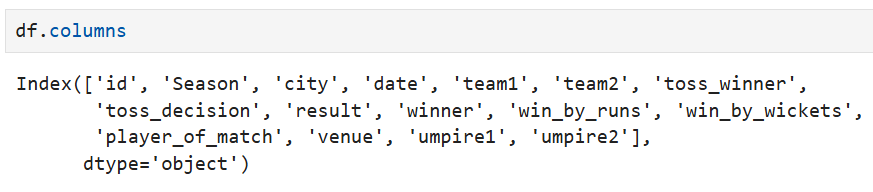 df.columns
Index(['id', 'Season', 'city', 'date', 'team1', 'team2', 'toss_winner',
'toss_decision', 'result', 'winner', 'win_by_runs', 'win_by_wickets',
'player_of_match', 'venue', 'umpire1', 'umpire2'],
dtype='object')